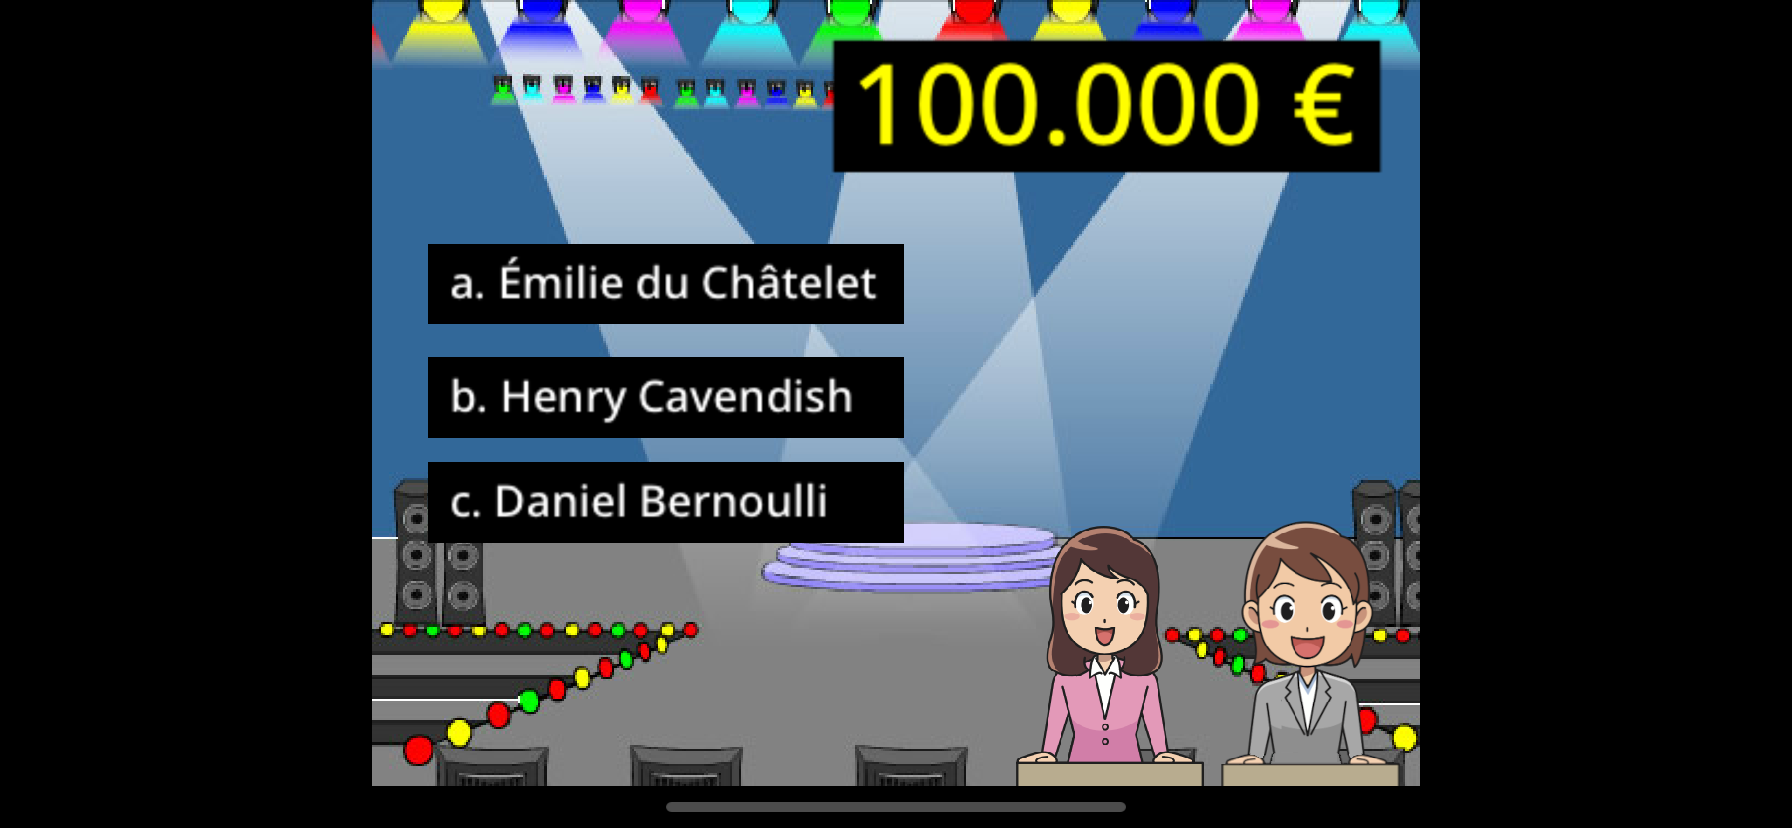 100.000 €
a. Émilie du Châtelet
b. Henry Cavendish
c. Daniel Bernoulli